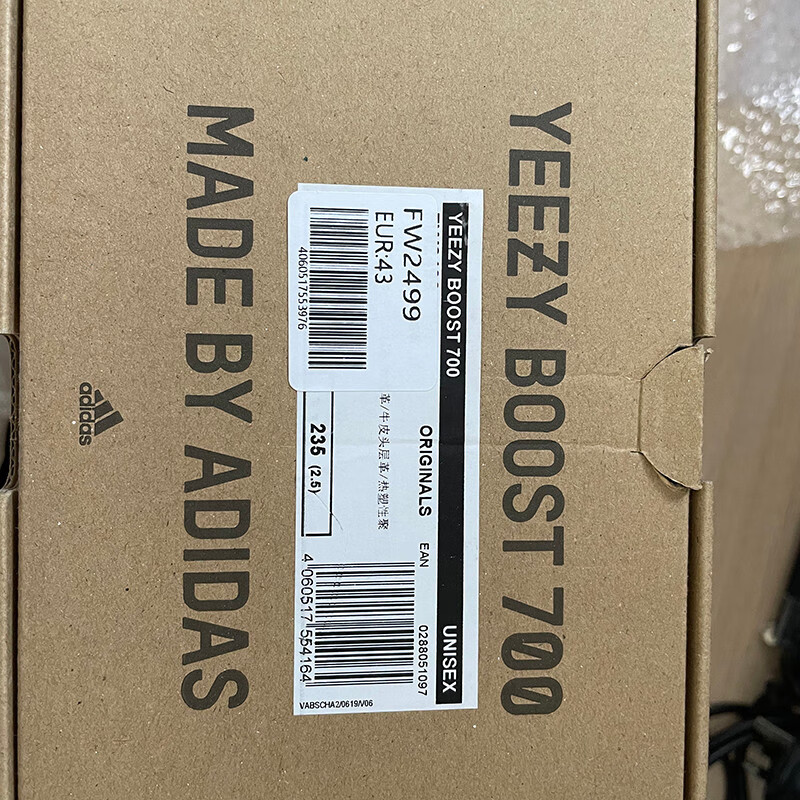 YEEZY BOOST 700
YEEZY BOOST 700
UNISEX
FW2499
EUR:43
4060517553976
ORIGINALS
EAN
0288051097
革/牛皮头层革/热塑性聚
235 (2.5)
4 060517 554164
VABSCHA2/0619/V06
MADE BY ADIDAS
adidas